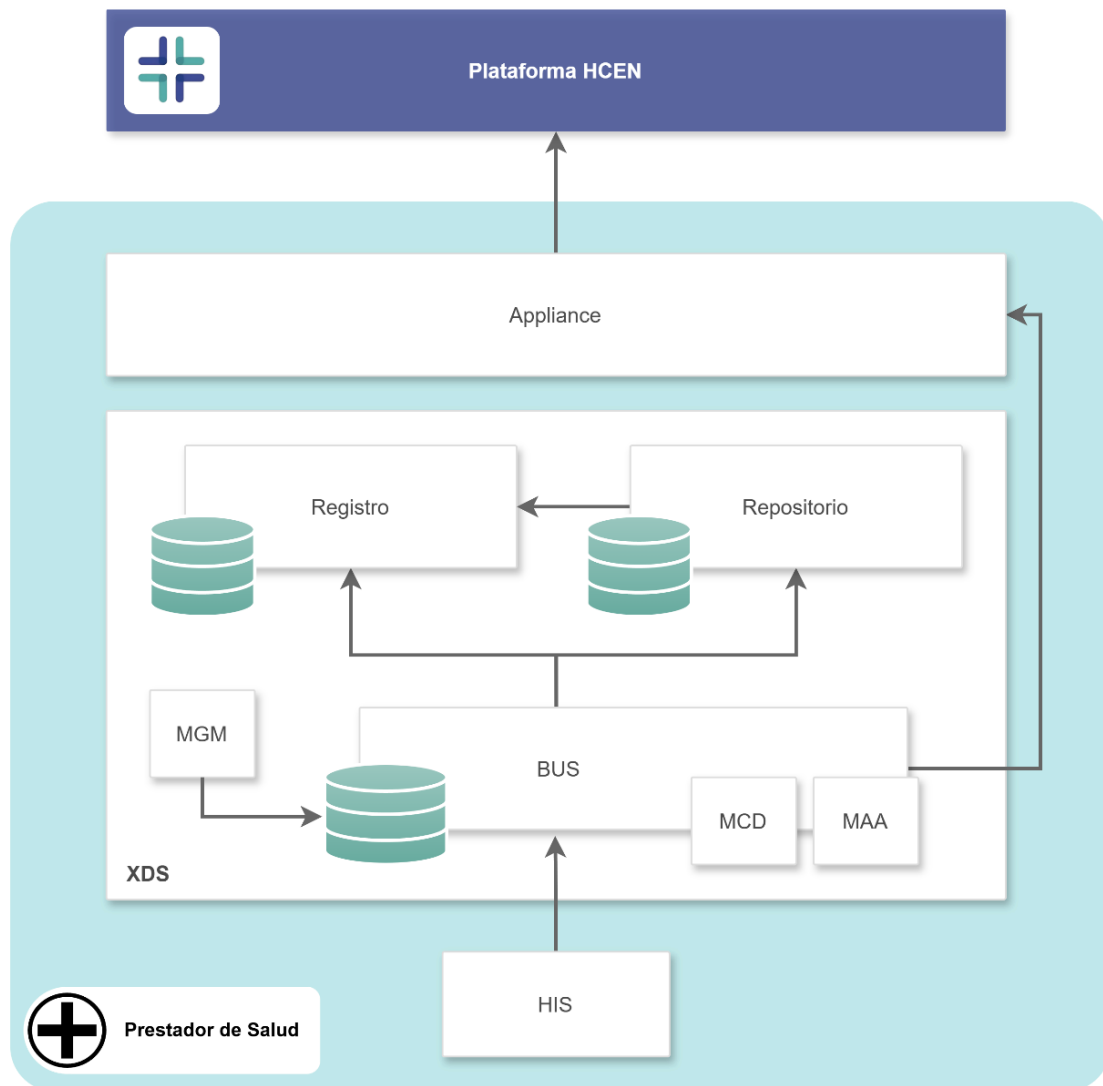 Plataforma HCEN
Appliance
Registro
Repositorio
MGM
BUS
MCD
MAA
XDS
HIS
Prestador de Salud